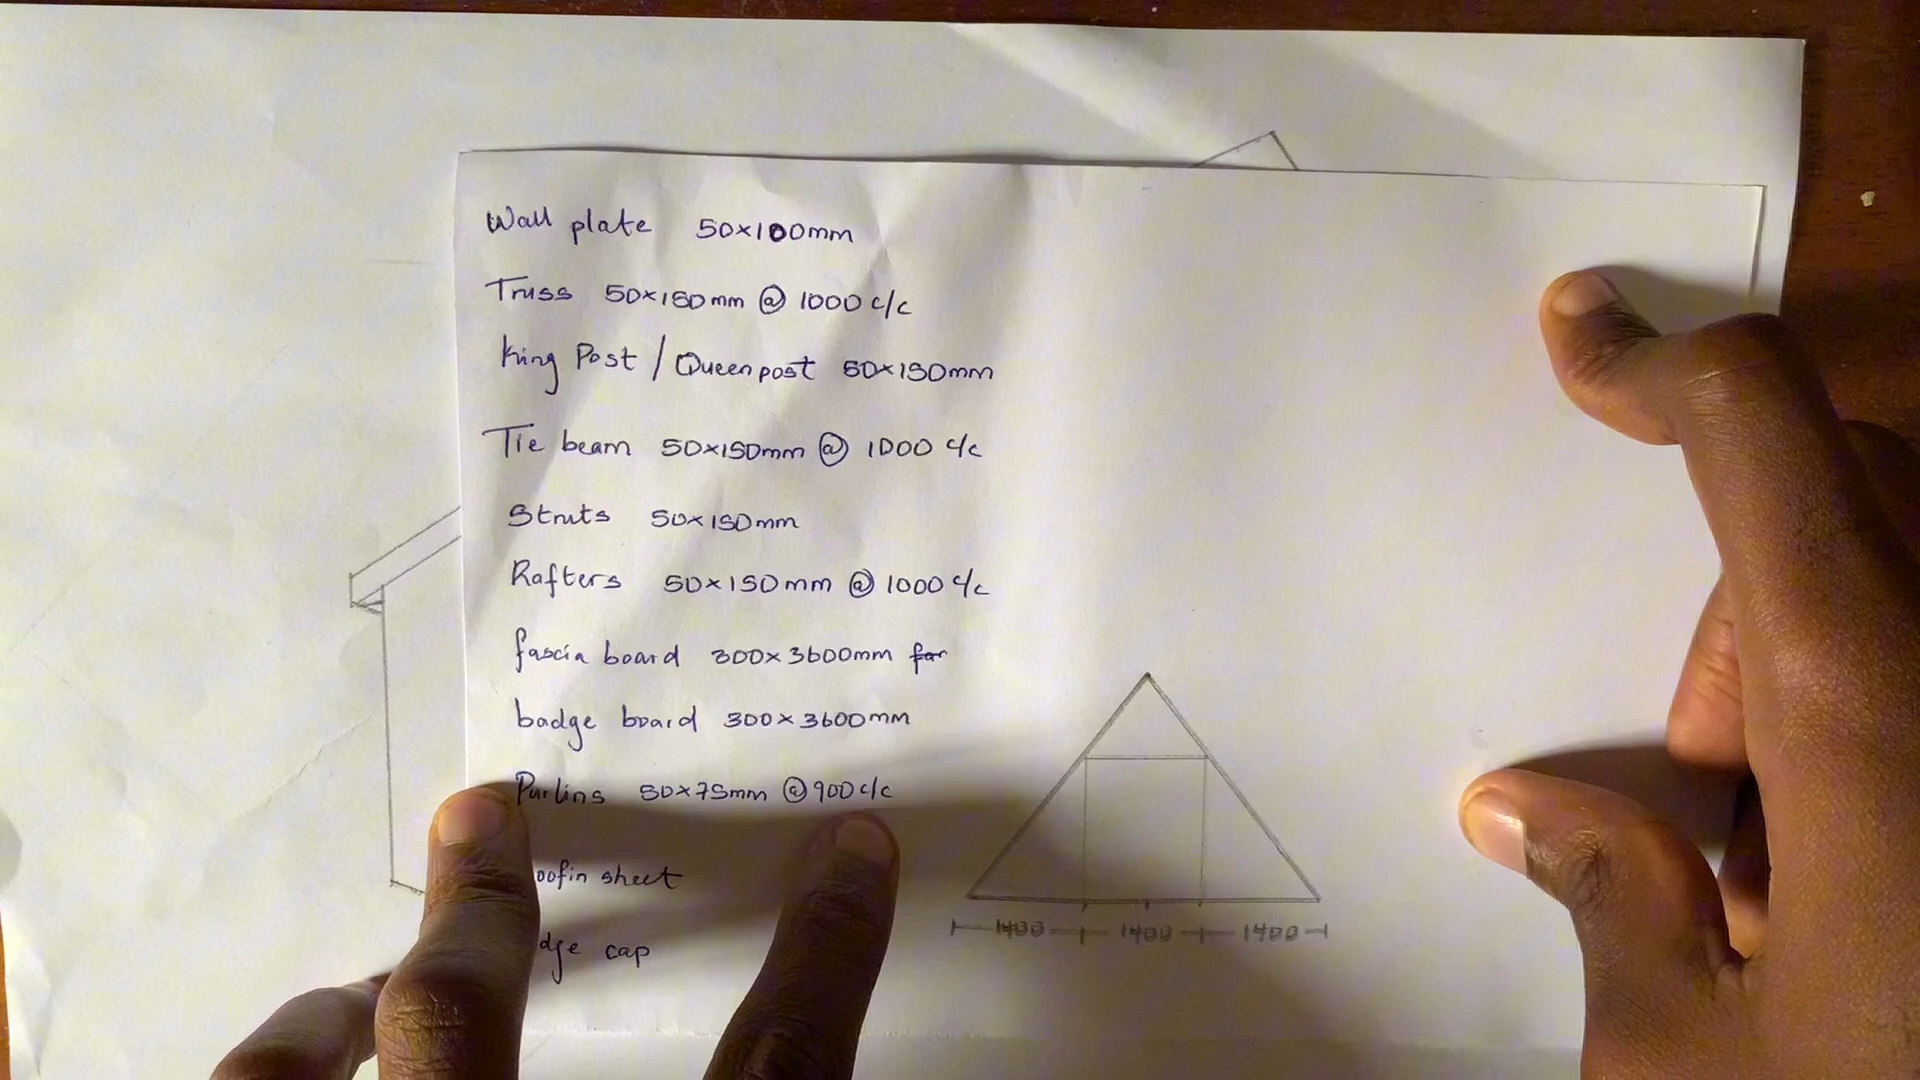 Wall plate 50x100mm
Truss 50x150mm @ 1000 c/c
King Post / Queen post 50x150mm
Tie beam 50x150mm @ 1000 c/c
Struts 50x150mm
Rafters 50x150mm @ 1000 c/c
fascia board 300x3600mm for
badge board 300x3600mm
Purlins 50x75mm @ 900 c/c
oofin sheet
dge cap
1400 1400 1400